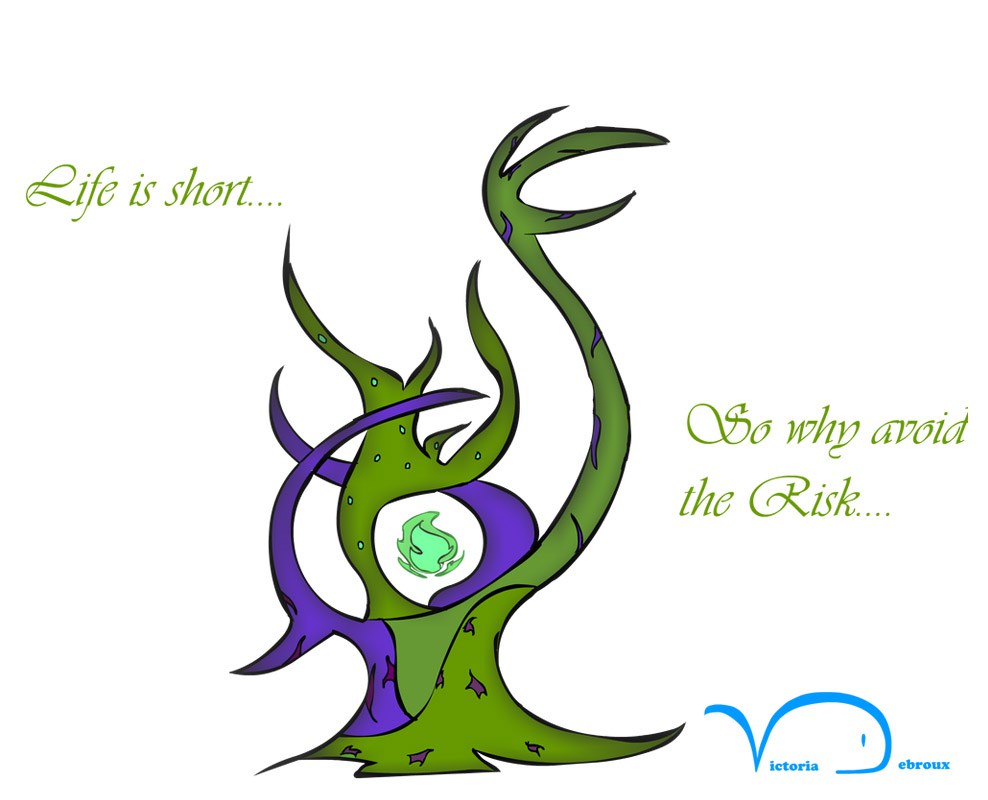 Life is short....
So why avoid
the Risk....
Victoria Debroux